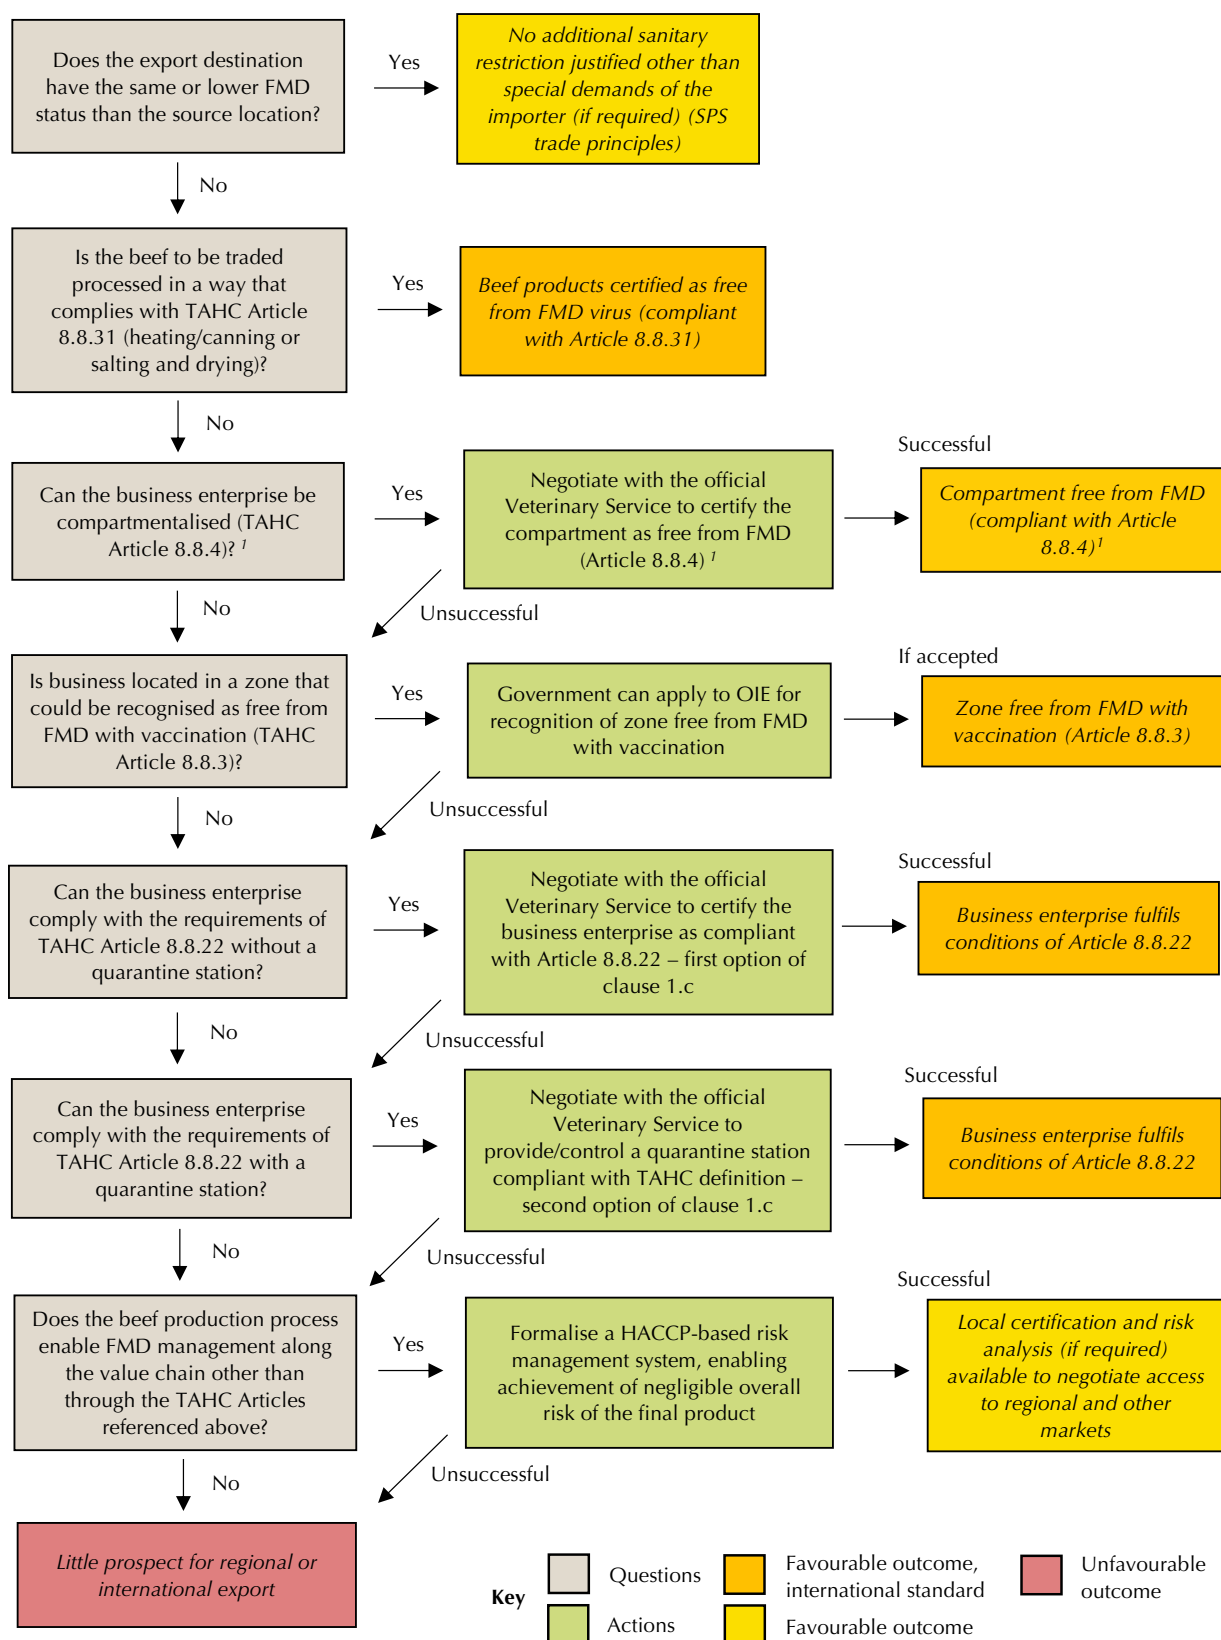 Does the export destination
have the same or lower FMD
status than the source location?
Yes
No additional sanitary
restriction justified other than
special demands of the
importer (if required) (SPS
trade principles)
No
Is the beef to be traded
processed in a way that
complies with TAHC Article
8.8.31 (heating/canning or
salting and drying)?
Yes
Beef products certified as free
from FMD virus (compliant
with Article 8.8.31)
No
Can the business enterprise be
compartmentalised (TAHC
Article 8.8.4)? 1
Yes
Negotiate with the official
Veterinary Service to certify the
compartment as free from FMD
(Article 8.8.4) 1
Successful
Compartment free from FMD
(compliant with Article
8.8.4)1
No
Unsuccessful
Is business located in a zone that
could be recognised as free from
FMD with vaccination (TAHC
Article 8.8.3)?
Yes
Government can apply to OIE for
recognition of zone free from FMD
with vaccination
If accepted
Zone free from FMD with
vaccination (Article 8.8.3)
No
Unsuccessful
Can the business enterprise
comply with the requirements of
TAHC Article 8.8.22 without a
quarantine station?
Yes
Negotiate with the official
Veterinary Service to certify the
business enterprise as compliant
with Article 8.8.22 – first option of
clause 1.c
Successful
Business enterprise fulfils
conditions of Article 8.8.22
No
Unsuccessful
Can the business enterprise
comply with the requirements of
TAHC Article 8.8.22 with a
quarantine station?
Yes
Negotiate with the official
Veterinary Service to
provide/control a quarantine station
compliant with TAHC definition –
second option of clause 1.c
Successful
Business enterprise fulfils
conditions of Article 8.8.22
No
Unsuccessful
Does the beef production process
enable FMD management along
the value chain other than
through the TAHC Articles
referenced above?
Yes
Formalise a HACCP-based risk
management system, enabling
achievement of negligible overall
risk of the final product
Successful
Local certification and risk
analysis (if required)
available to negotiate access
to regional and other
markets
No
Unsuccessful
Little prospect for regional or
international export
Key
Questions
Actions
Favourable outcome,
international standard
Favourable outcome
Unfavourable
outcome